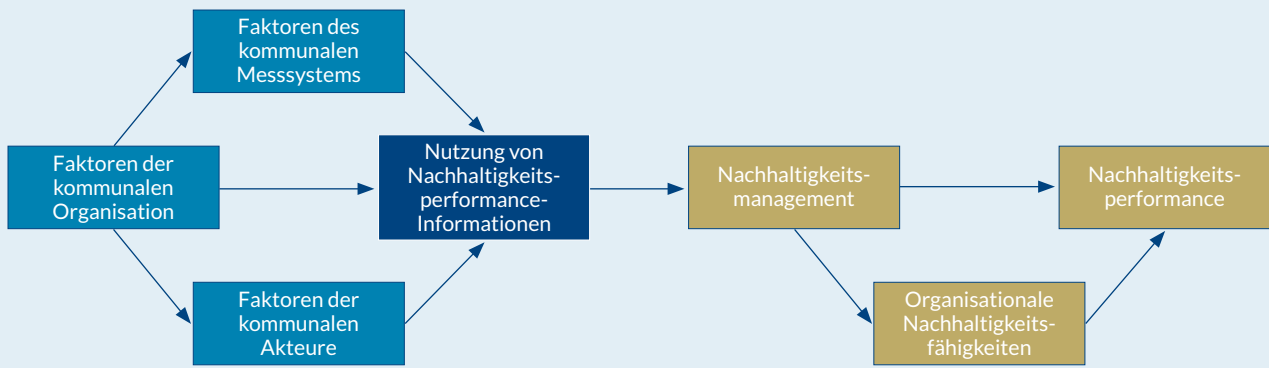 Faktoren des
kommunalen
Messsystems
Faktoren der
kommunalen
Organisation
Nutzung von
Nachhaltigkeits-
performance-
Informationen
Nachhaltigkeits-
management
Nachhaltigkeits-
performance
Faktoren der
kommunalen
Akteure
Organisationale
Nachhaltigkeits-
fähigkeiten